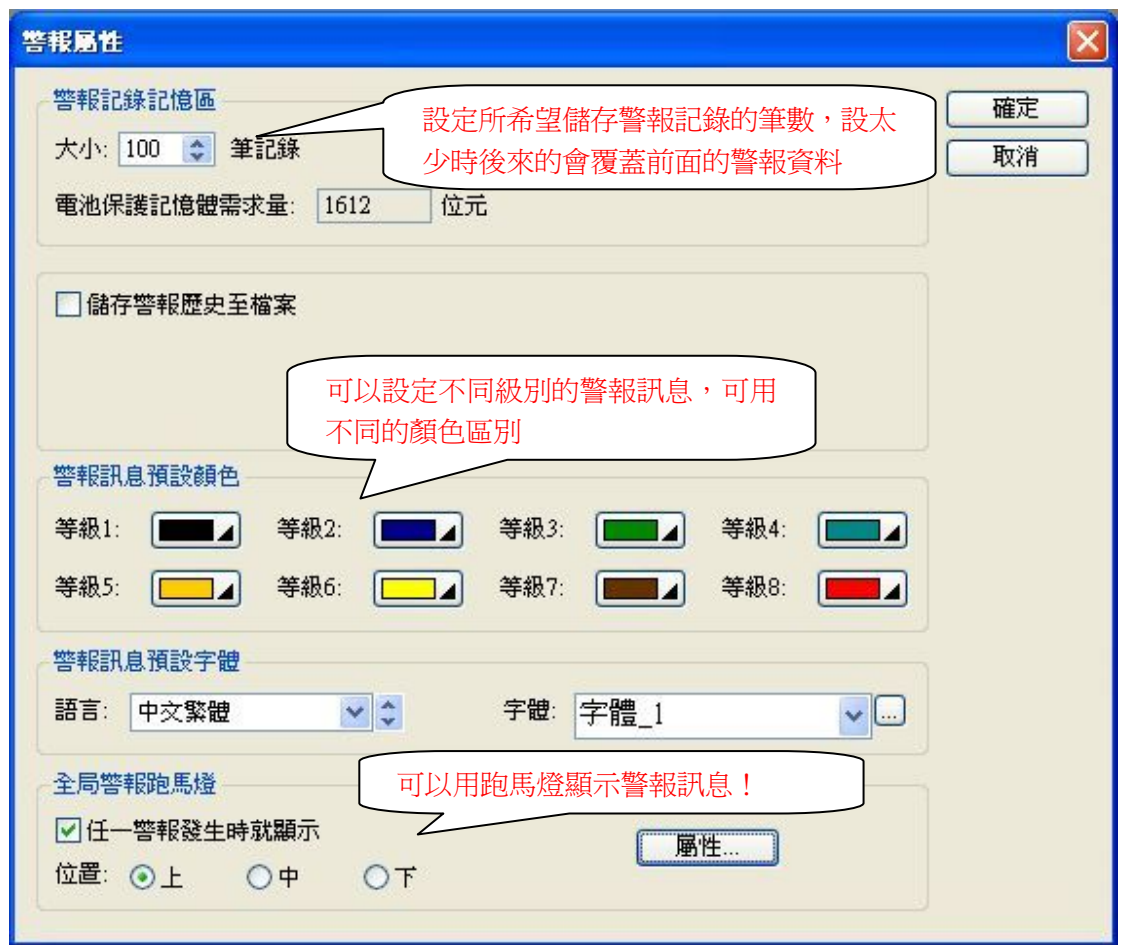 警報屬性
警報記錄記憶區
設定所希望儲存警報記錄的筆數，設太
少時後來的會覆蓋前面的警報資料
確定
大小: 100 筆記錄
取消
電池保護記憶體需求量: 1612 位元
儲存警報歷史至檔案
可以設定不同級別的警報訊息，可用
不同的顏色區別
警報訊息預設顏色
等級1: 等級2: 等級3: 等級4:
等級5: 等級6: 等級7: 等級8:
警報訊息預設字體
語言: 中文繁體 字體: 字體_1 ...
全局警報跑馬燈
可以用跑馬燈顯示警報訊息！
任一警報發生時就顯示
屬性...
位置: 上 中 下